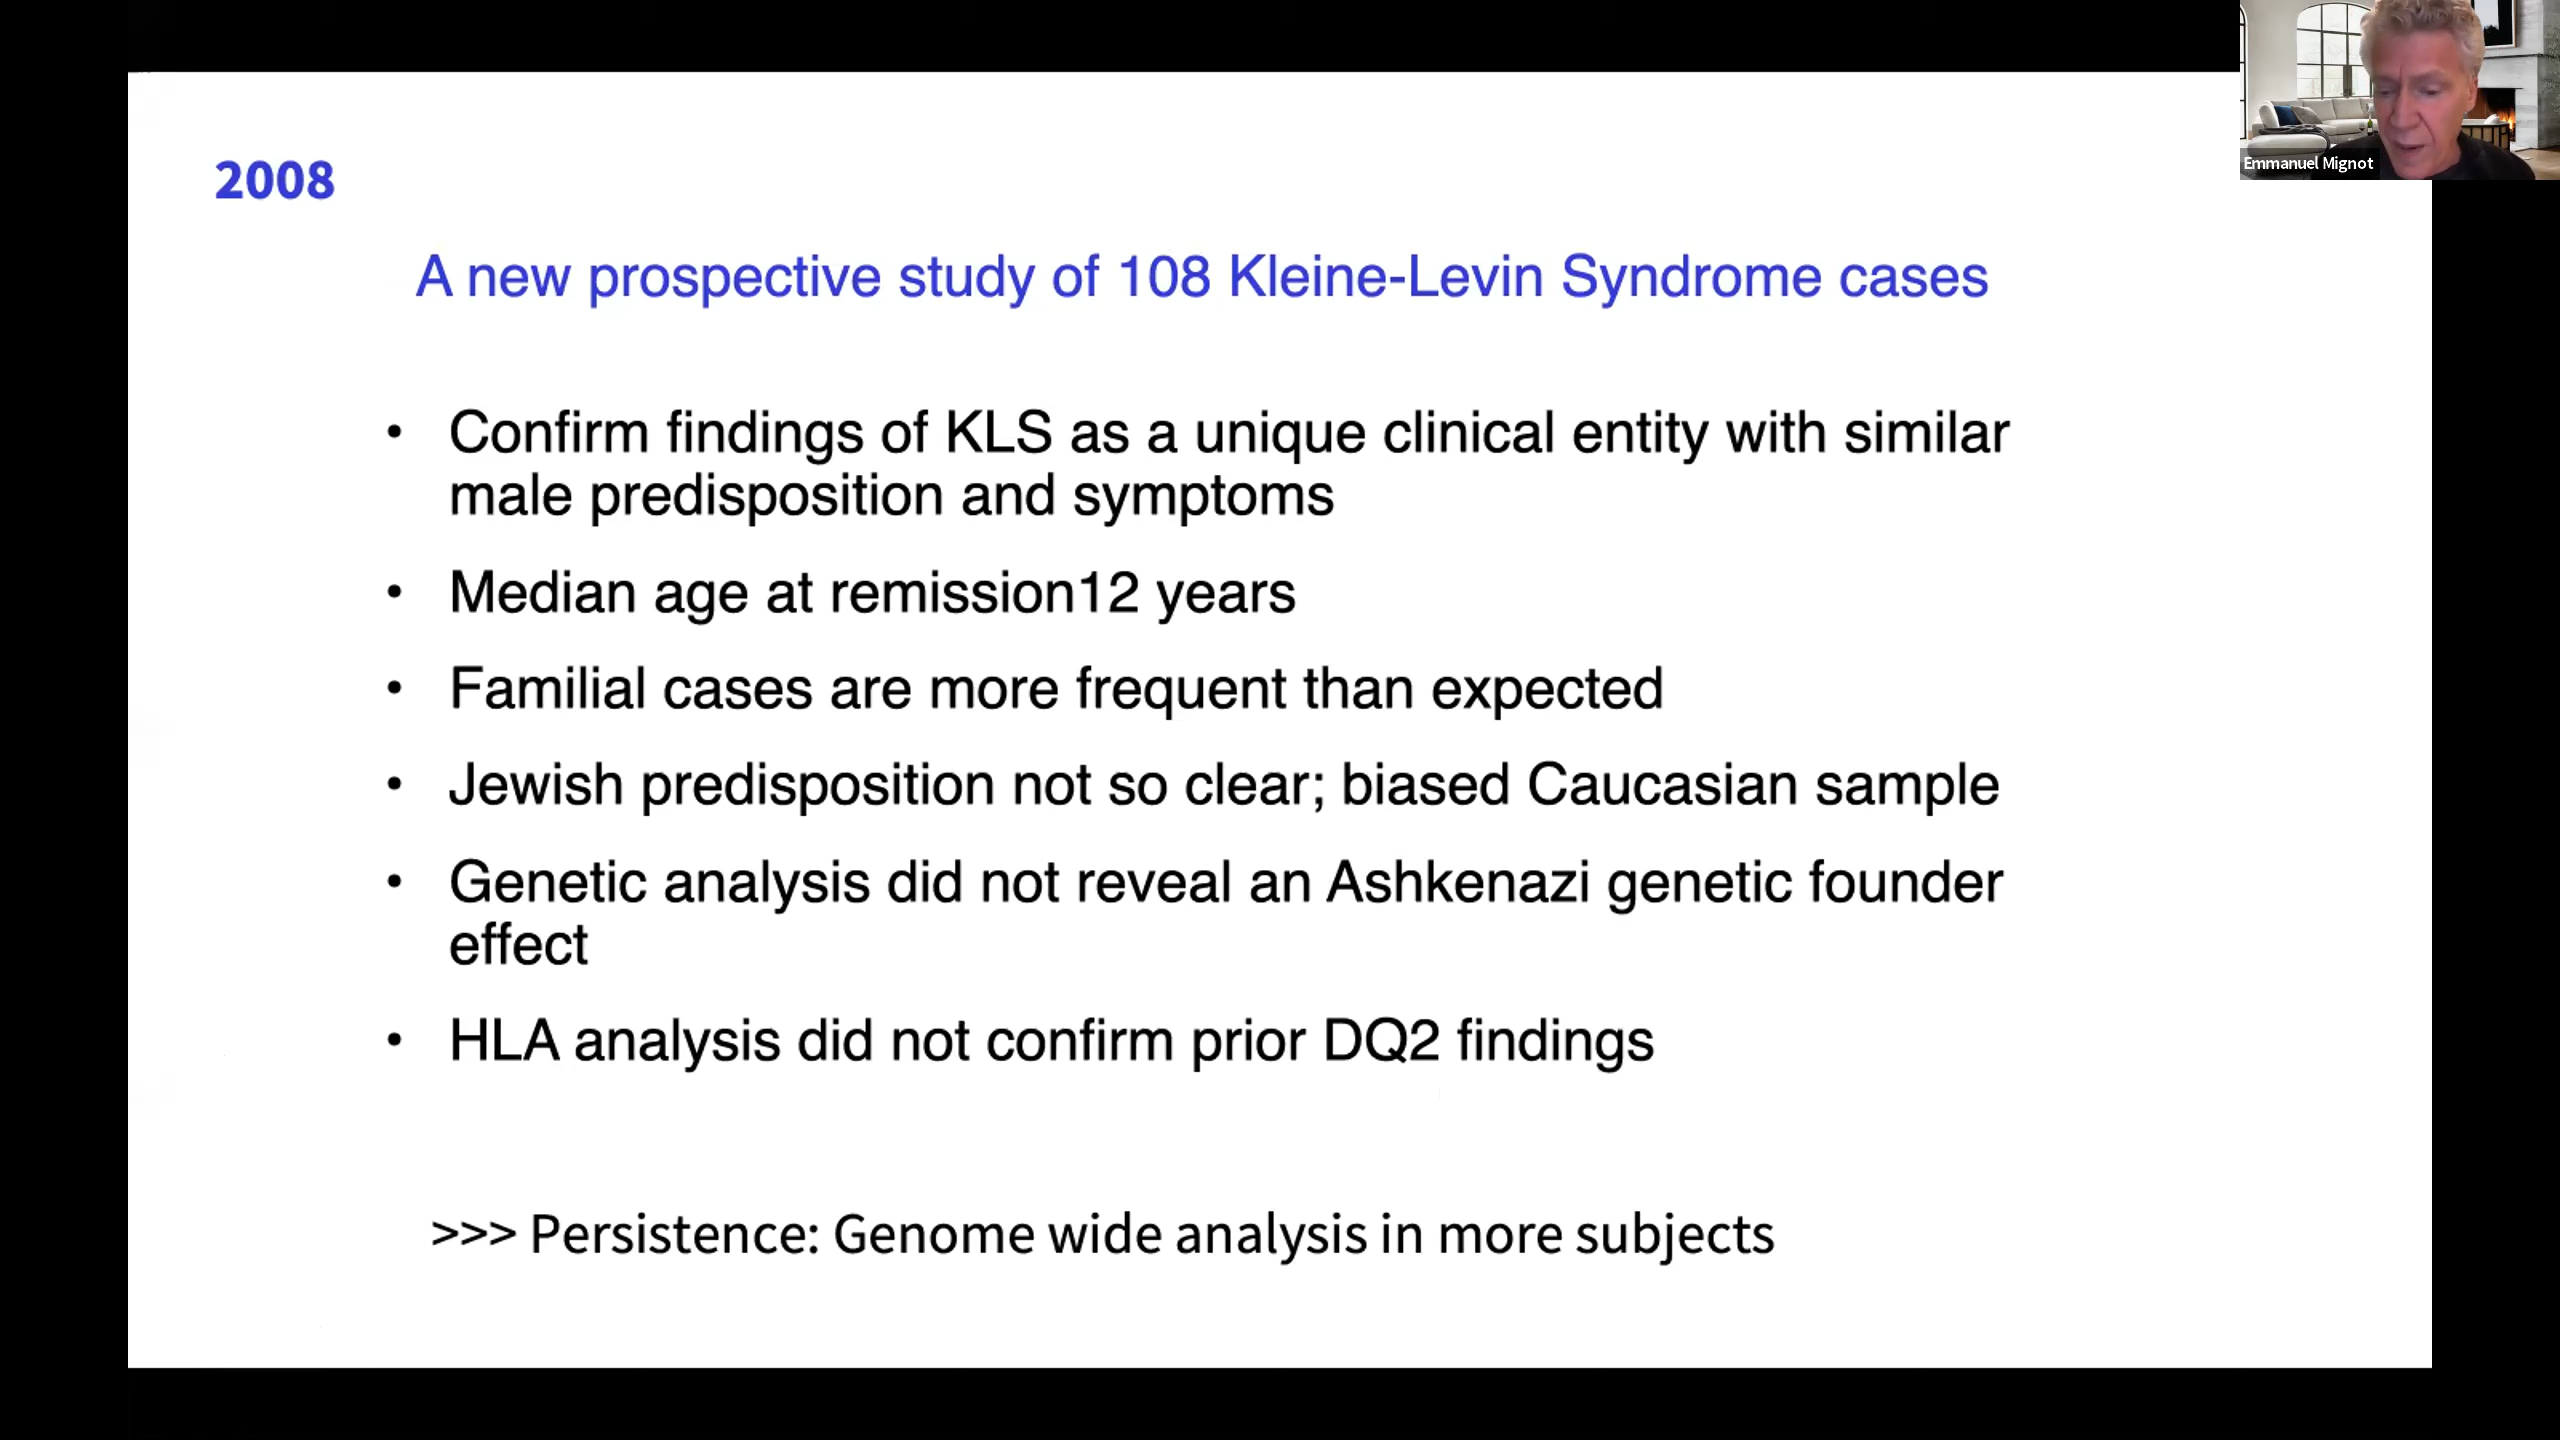 Emmanuel Mignot
2008
A new prospective study of 108 Kleine-Levin Syndrome cases
• Confirm findings of KLS as a unique clinical entity with similar
male predisposition and symptoms
• Median age at remission12 years
• Familial cases are more frequent than expected
• Jewish predisposition not so clear; biased Caucasian sample
• Genetic analysis did not reveal an Ashkenazi genetic founder
effect
• HLA analysis did not confirm prior DQ2 findings
>>> Persistence: Genome wide analysis in more subjects